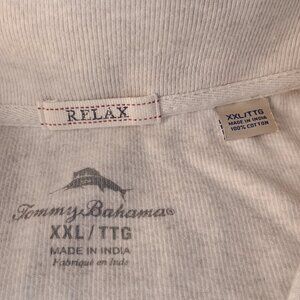 RELAX
XXL/TTG
MADE IN INDIA
100% COTTON
Tommy Bahama®
XXL/TTG
MADE IN INDIA
Fabriqué en Inde